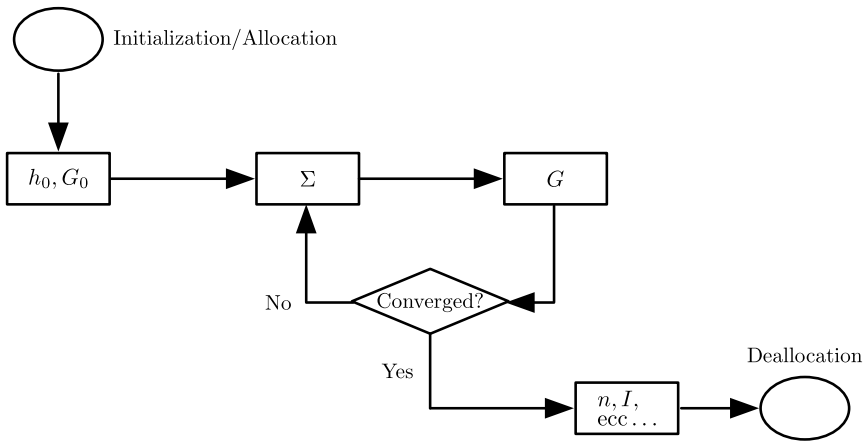 Initialization/Allocation
h₀, G₀
Σ
G
Converged?
No
Yes
Deallocation
n, I,
ecc...